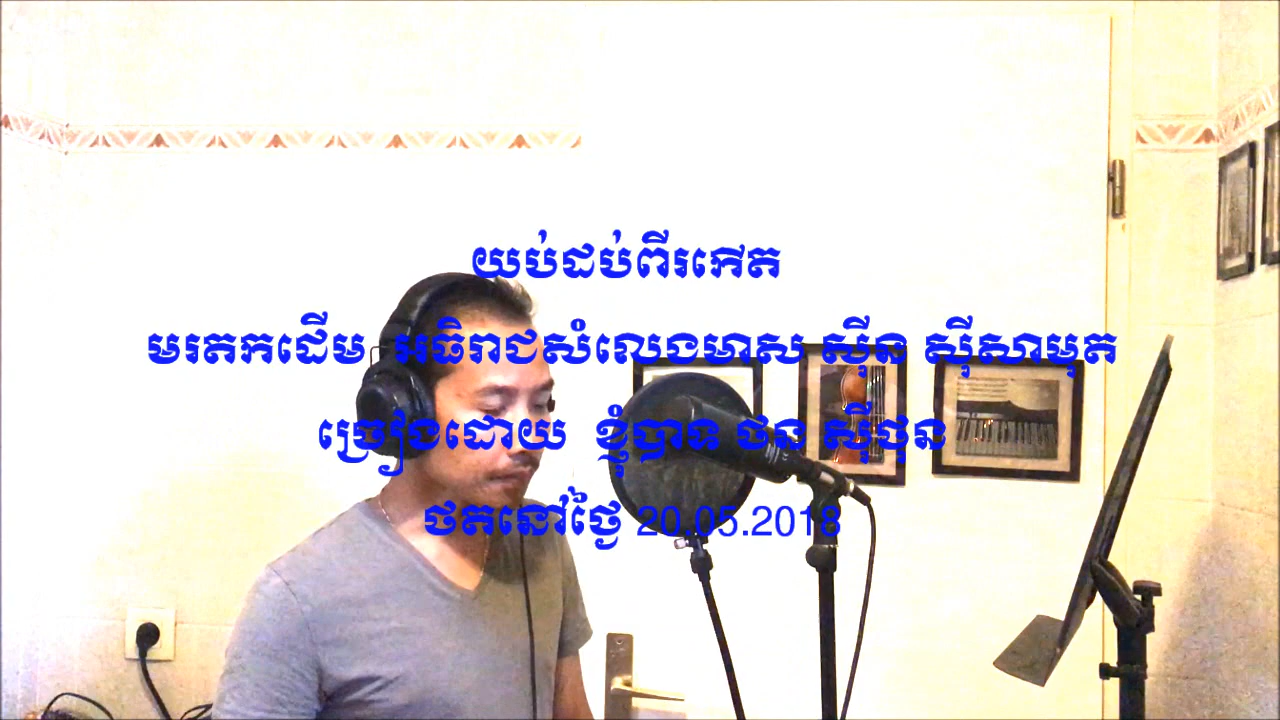 យប់ដប់ពីរកើត
មរតកដើម អធិរាជសំលេងមាស ស៊ីន ស៊ីសាមុត
ច្រៀងដោយ ខ្ញុំបាទ ថន ស៊ីផុន
ថតនៅថ្ងៃ 20.05.2018